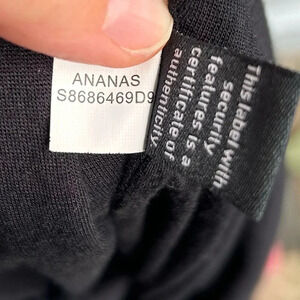 ANANAS
S8686469D9
This label with
security
features is a
certificate of
authenticity